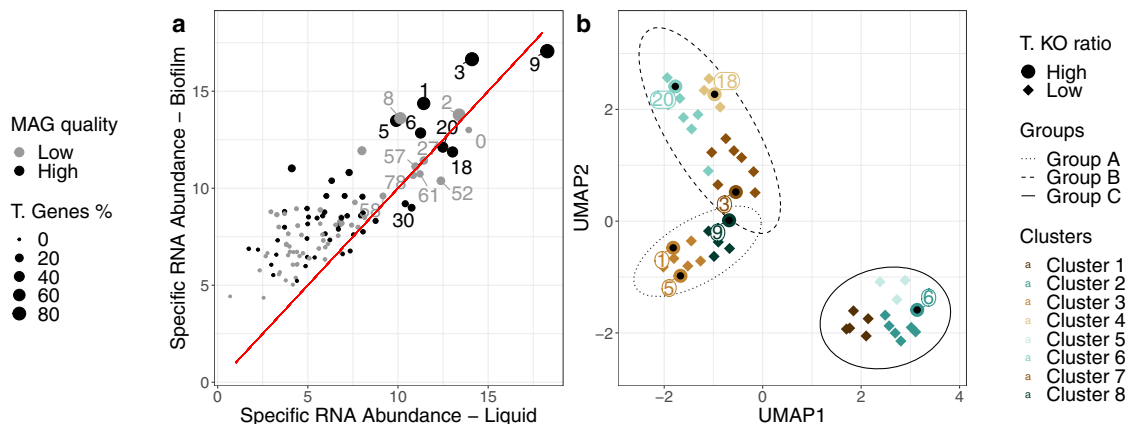 a
b
MAG quality
Low
High
T. Genes %
0
20
40
60
80
Specific RNA Abundance − Biofilm
15
10
5
0
3
9
1
8
2
5
6
20
0
27
57
18
78
61
52
58
30
0
5
10
15
Specific RNA Abundance − Liquid
UMAP2
2
0
−2
20
18
3
9
1
5
6
−2
0
2
4
UMAP1
T. KO ratio
High
Low
Groups
Group A
Group B
Group C
Clusters
a Cluster 1
a Cluster 2
a Cluster 3
a Cluster 4
a Cluster 5
a Cluster 6
a Cluster 7
a Cluster 8